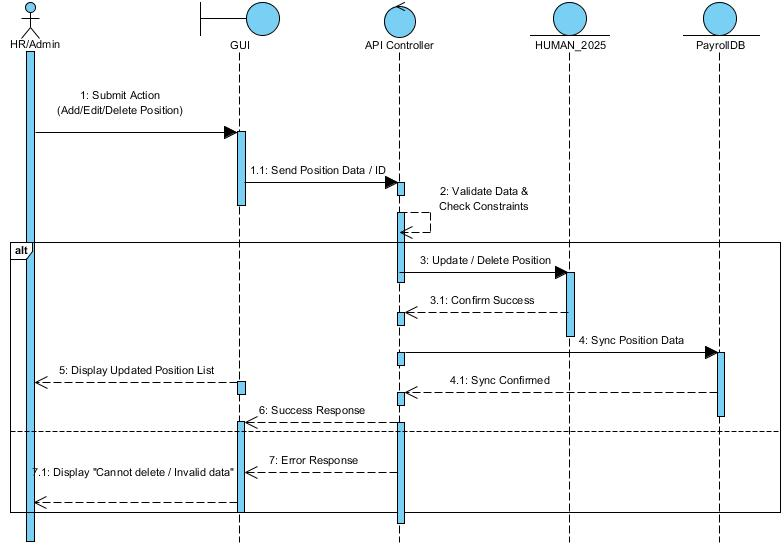 HR/Admin
GUI
API Controller
HUMAN_2025
PayrollDB
1: Submit Action
(Add/Edit/Delete Position)
1.1: Send Position Data / ID
2: Validate Data &
Check Constraints
alt
3: Update / Delete Position
3.1: Confirm Success
4: Sync Position Data
5: Display Updated Position List
4.1: Sync Confirmed
6: Success Response
7: Error Response
7.1: Display "Cannot delete / Invalid data"